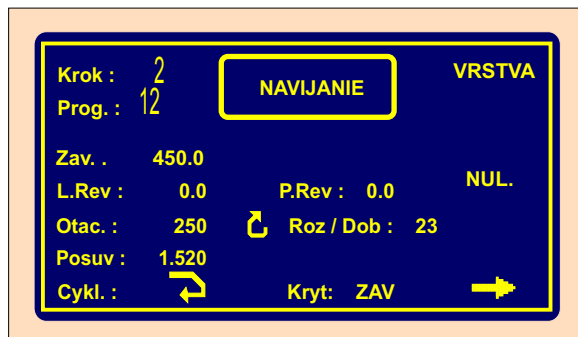 Krok : 2 NAVIJANIE VRSTVA
Prog. : 12
Zav. . 450.0
L.Rev : 0.0 P.Rev : 0.0 NUL.
Otac. : 250 Roz / Dob : 23
Posuv : 1.520
Cykl. : Kryt: ZAV